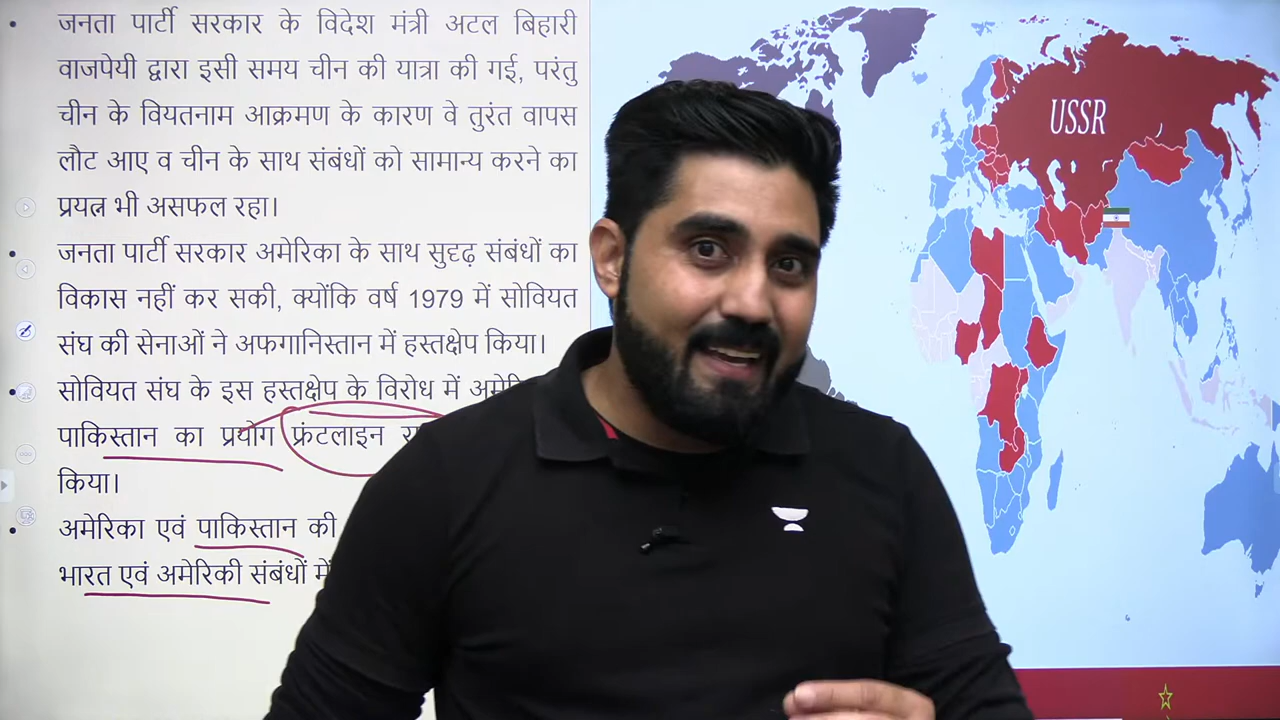 जनता पार्टी सरकार के विदेश मंत्री अटल बिहारी
वाजपेयी द्वारा इसी समय चीन की यात्रा की गई, परंतु
चीन के वियतनाम आक्रमण के कारण वे तुरंत वापस
लौट आए व चीन के साथ संबंधों को सामान्य करने का
प्रयत्न भी असफल रहा।
जनता पार्टी सरकार अमेरिका के साथ सुदृढ़ संबंधों का
विकास नहीं कर सकी, क्योंकि वर्ष 1979 में सोवियत
संघ की सेनाओं ने अफगानिस्तान में हस्तक्षेप किया।
सोवियत संघ के इस हस्तक्षेप के विरोध में
पाकिस्तान का प्रयोग फ्रंटलाइन
किया।
अमेरिका एवं पाकिस्तान की
भारत एवं अमेरिकी संबंधों में
USSR